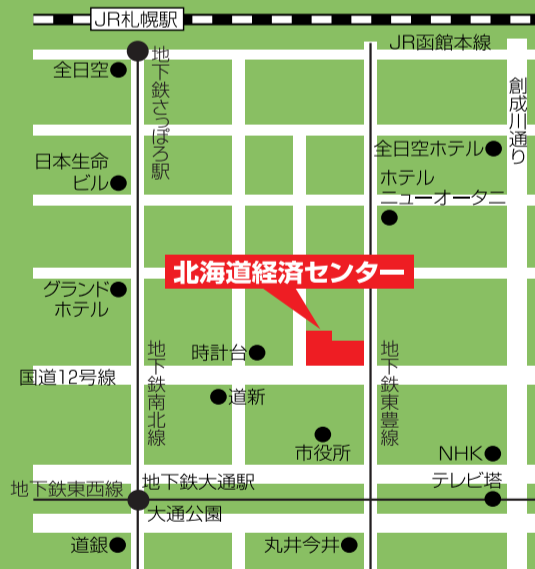 JR札幌駅
JR函館本線
全日空
地下鉄さっぽろ駅
創成川通り
日本生命
ビル
全日空ホテル
ホテル
ニューオータニ
北海道経済センター
グランド
ホテル
時計台
地下鉄南北線
地下鉄東豊線
国道12号線
道新
市役所
NHK
地下鉄東西線
地下鉄大通駅
テレビ塔
大通公園
道銀
丸井今井